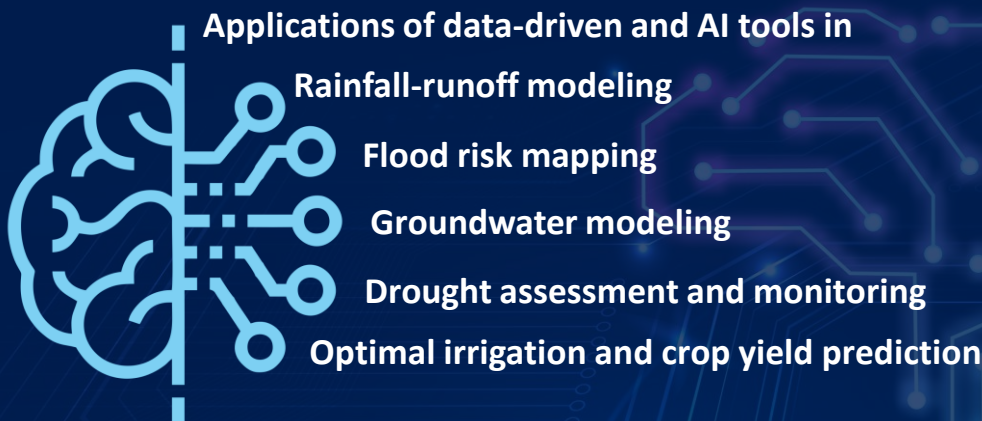 Applications of data-driven and AI tools in
Rainfall-runoff modeling
Flood risk mapping
Groundwater modeling
Drought assessment and monitoring
Optimal irrigation and crop yield prediction